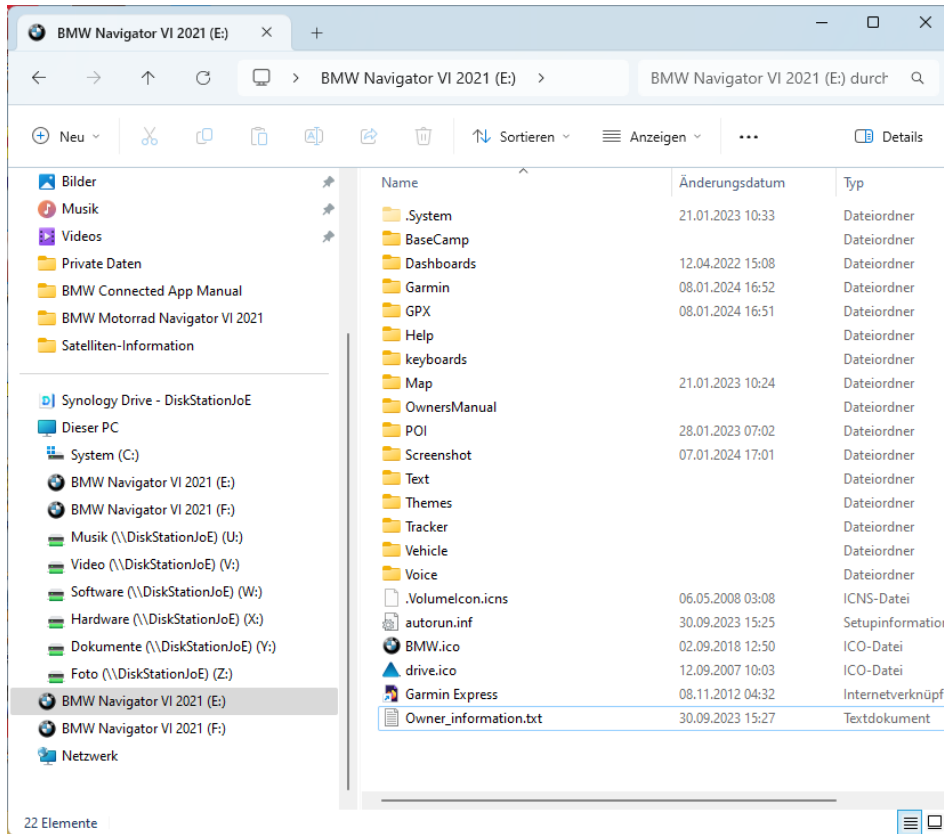 BMW Navigator VI 2021 (E:)
BMW Navigator VI 2021 (E:)
BMW Navigator VI 2021 (E:) durch
Neu
Sortieren
Anzeigen
Details
Bilder
Musik
Videos
Private Daten
BMW Connected App Manual
BMW Motorrad Navigator VI 2021
Satelliten-Information
Synology Drive - DiskStationJoE
Dieser PC
System (C:)
BMW Navigator VI 2021 (E:)
BMW Navigator VI 2021 (F:)
Musik (\\DiskStationJoE) (U:)
Video (\\DiskStationJoE) (V:)
Software (\\DiskStationJoE) (W:)
Hardware (\\DiskStationJoE) (X:)
Dokumente (\\DiskStationJoE) (Y:)
Foto (\\DiskStationJoE) (Z:)
BMW Navigator VI 2021 (E:)
BMW Navigator VI 2021 (F:)
Netzwerk
Name Änderungsdatum Typ
.System 21.01.2023 10:33 Dateiordner
BaseCamp Dateiordner
Dashboards 12.04.2022 15:08 Dateiordner
Garmin 08.01.2024 16:52 Dateiordner
GPX 08.01.2024 16:51 Dateiordner
Help Dateiordner
keyboards Dateiordner
Map 21.01.2023 10:24 Dateiordner
OwnersManual Dateiordner
POI 28.01.2023 07:02 Dateiordner
Screenshot 07.01.2024 17:01 Dateiordner
Text Dateiordner
Themes Dateiordner
Tracker Dateiordner
Vehicle Dateiordner
Voice Dateiordner
.VolumeIcon.icns 06.05.2008 03:08 ICNS-Datei
autorun.inf 30.09.2023 15:25 Setupinformation
BMW.ico 02.09.2018 12:50 ICO-Datei
drive.ico 12.09.2007 10:03 ICO-Datei
Garmin Express 08.11.2012 04:32 Internetverknüpf
Owner_information.txt 30.09.2023 15:27 Textdokument
22 Elemente